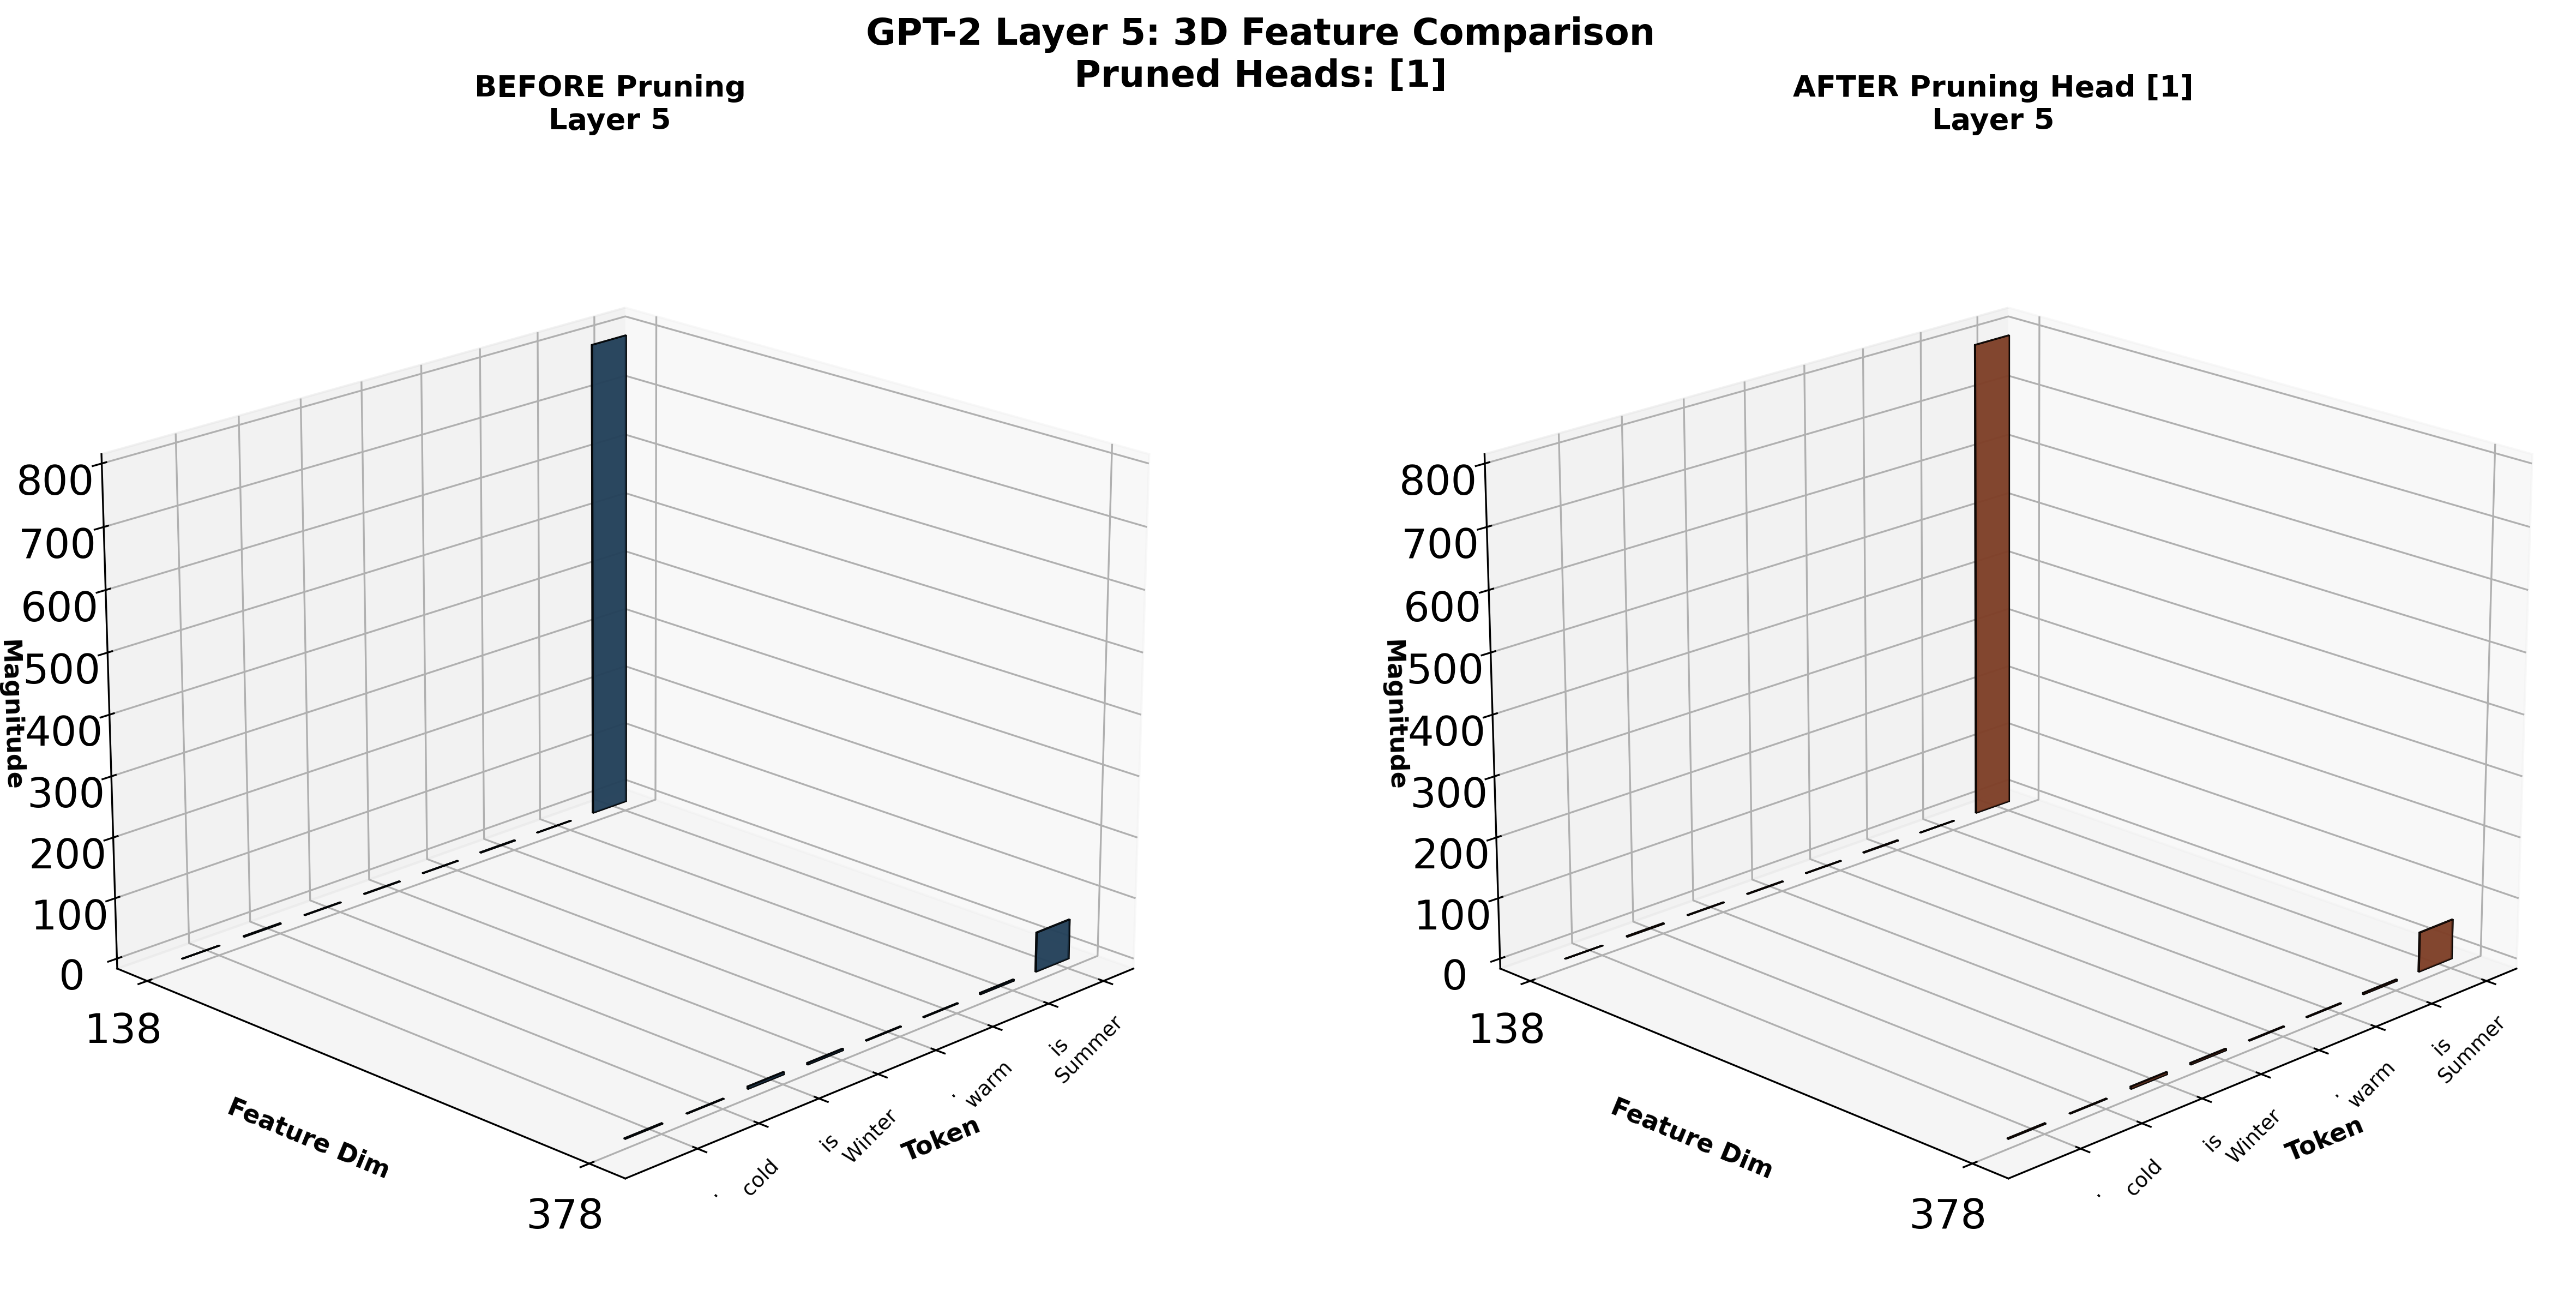 GPT-2 Layer 5: 3D Feature Comparison
Pruned Heads: [1]
BEFORE Pruning
Layer 5
800
700
600
500
400
300
200
100
0
Magnitude
138
378
Feature Dim
.
cold
is
Winter
.
warm
is
Summer
Token
AFTER Pruning Head [1]
Layer 5
800
700
600
500
400
300
200
100
0
Magnitude
138
378
Feature Dim
.
cold
is
Winter
.
warm
is
Summer
Token